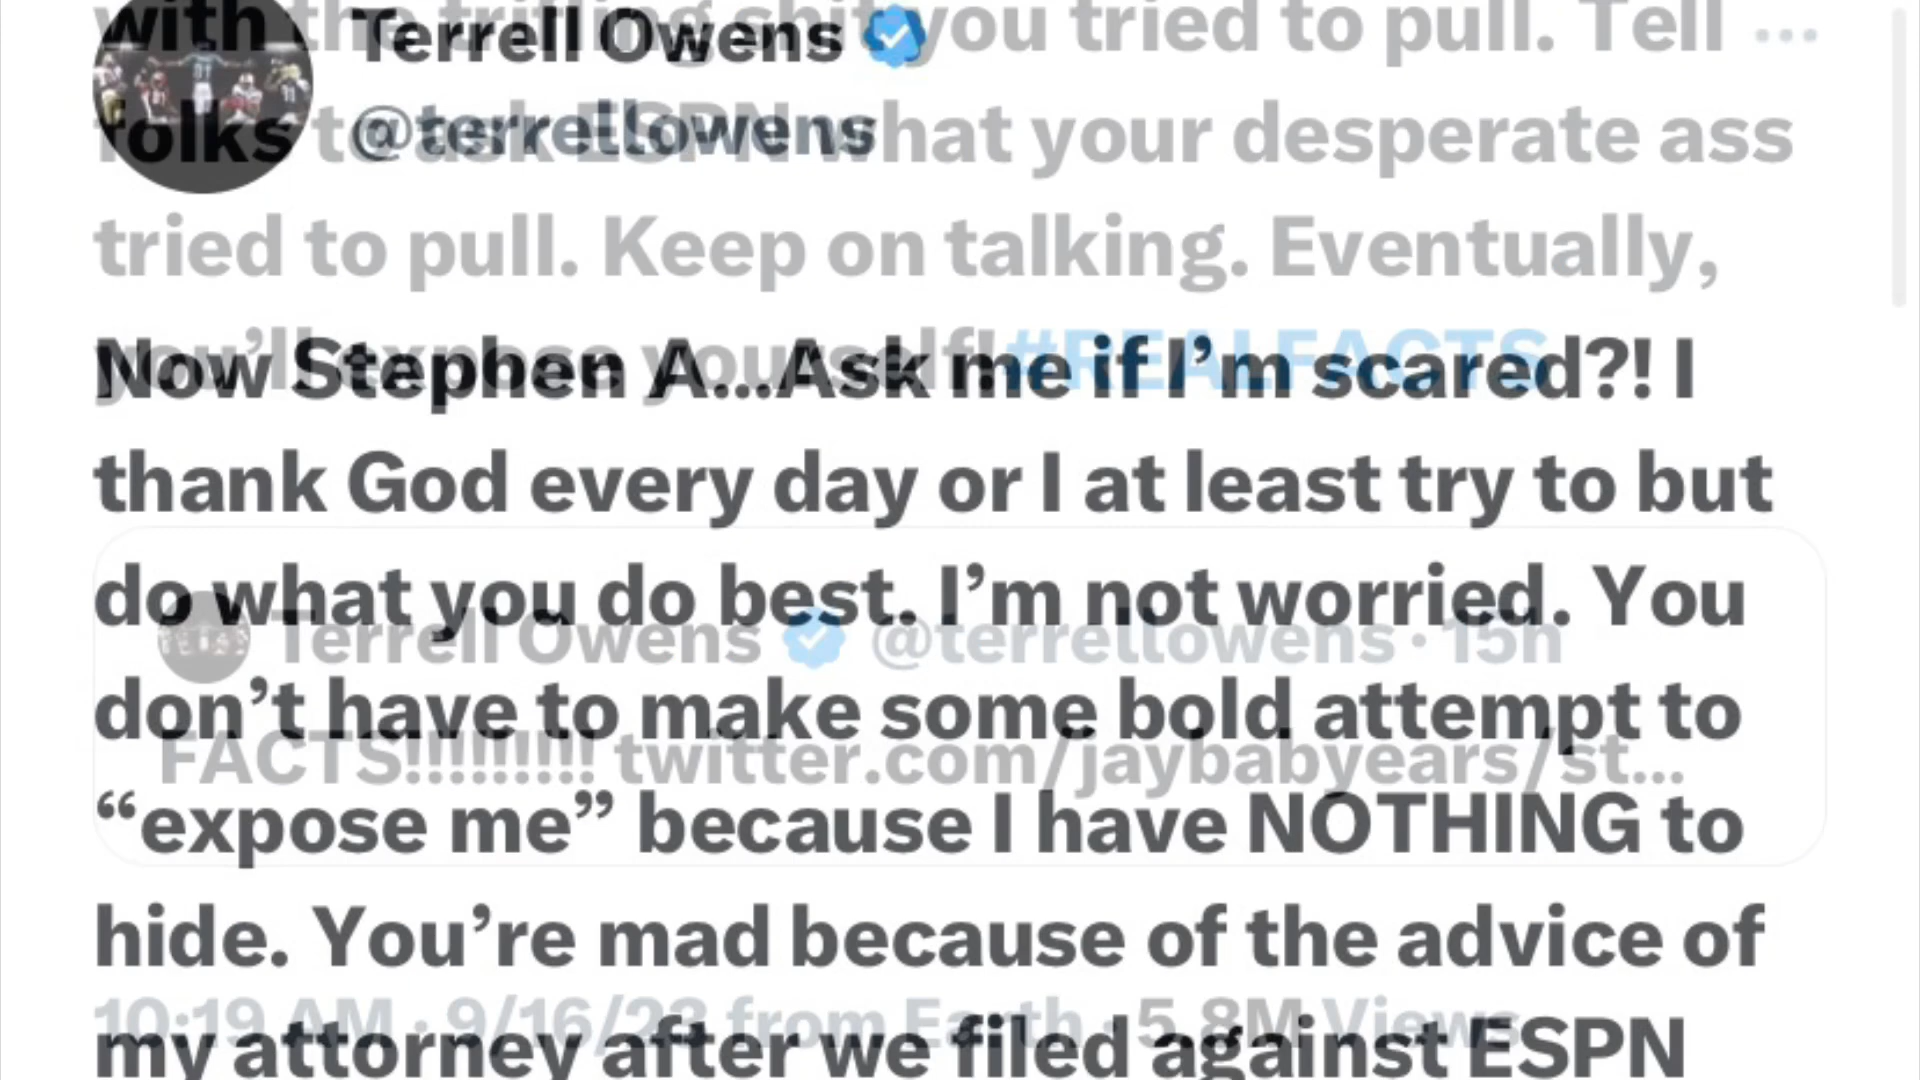 with the trifling shit you tried to pull. Tell
Terrell Owens
folks to ask ESPN what your desperate ass
@terrellowens
tried to pull. Keep on talking. Eventually,
you’ll expose yourself! #REALFACTS
Now Stephen A...Ask me if I’m scared?! I
thank God every day or I at least try to but
do what you do best. I’m not worried. You
Terrell Owens @terrellowens · 15h
don’t have to make some bold attempt to
FACTS!!!!!!!!! twitter.com/jaybabyears/st...
“expose me” because I have NOTHING to
hide. You’re mad because of the advice of
10:19 AM · 9/16/23 from Earth · 5.8M Views
my attorney after we filed against ESPN